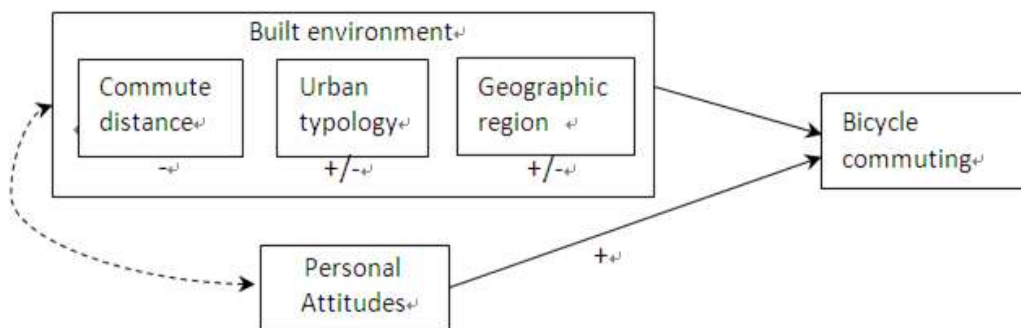 Built environment↵
Commute
distance↵
-↵
Urban
typology↵
+/-↵
Geographic
region ↵
+/-↵
Bicycle
commuting↵
+↵
Personal
Attitudes↵